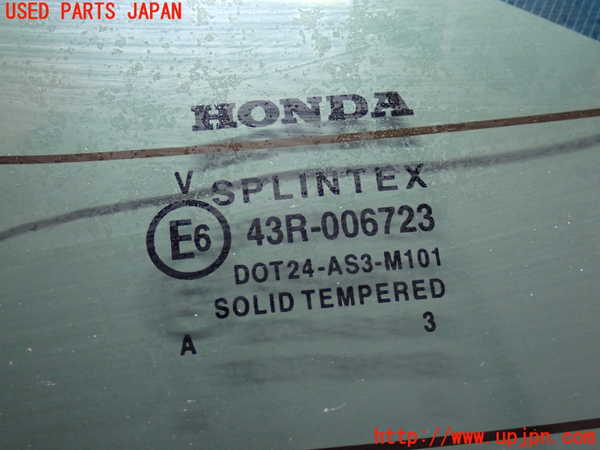 USED PARTS JAPAN
HONDA
V
SPLINTEX
E6 43R-006723
DOT24-AS3-M101
SOLID TEMPERED
A 3
http://www.upjpn.com